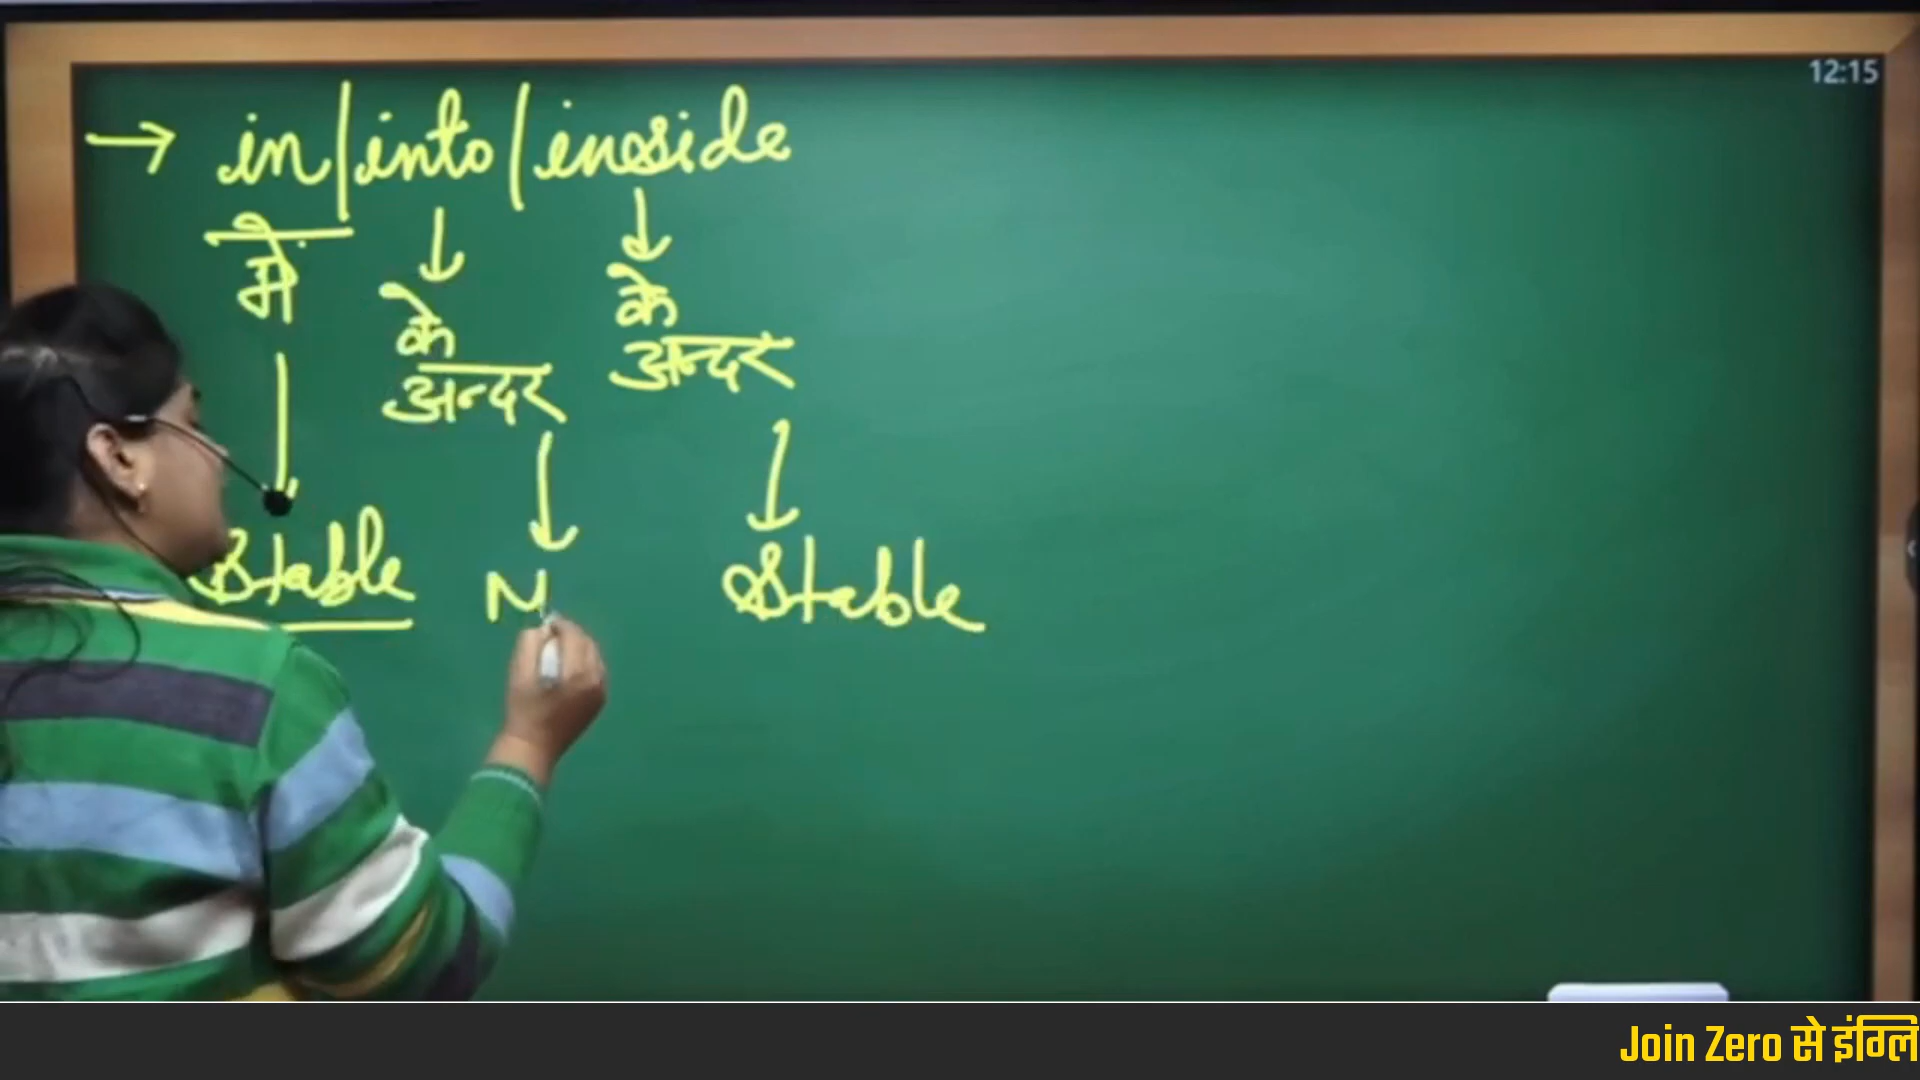 12:15
→ in/into/inside
में
के
अन्दर
के
अन्दर
Stable
N
Stable
Join Zero से इंग्लि